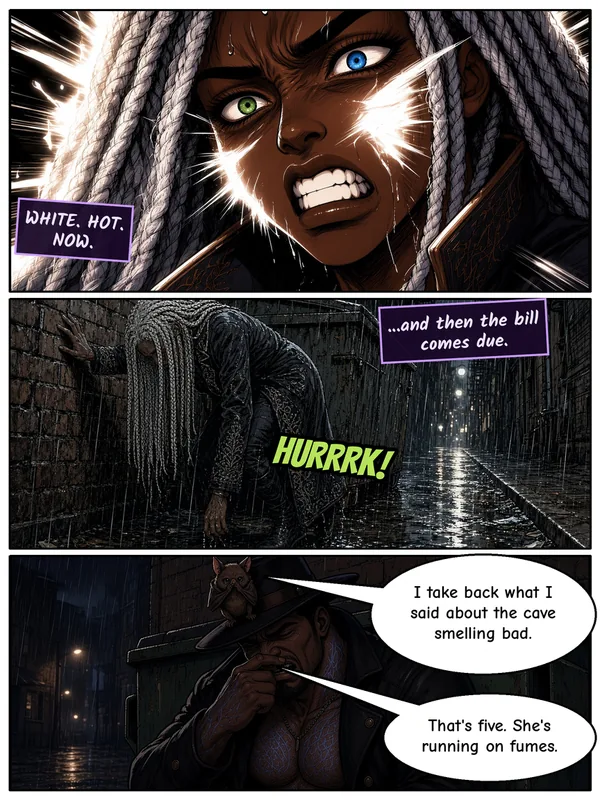 WHITE. HOT.
NOW.
...and then the bill
comes due.
HURRRK!
I take back what I
said about the cave
smelling bad.
That's five. She's
running on fumes.